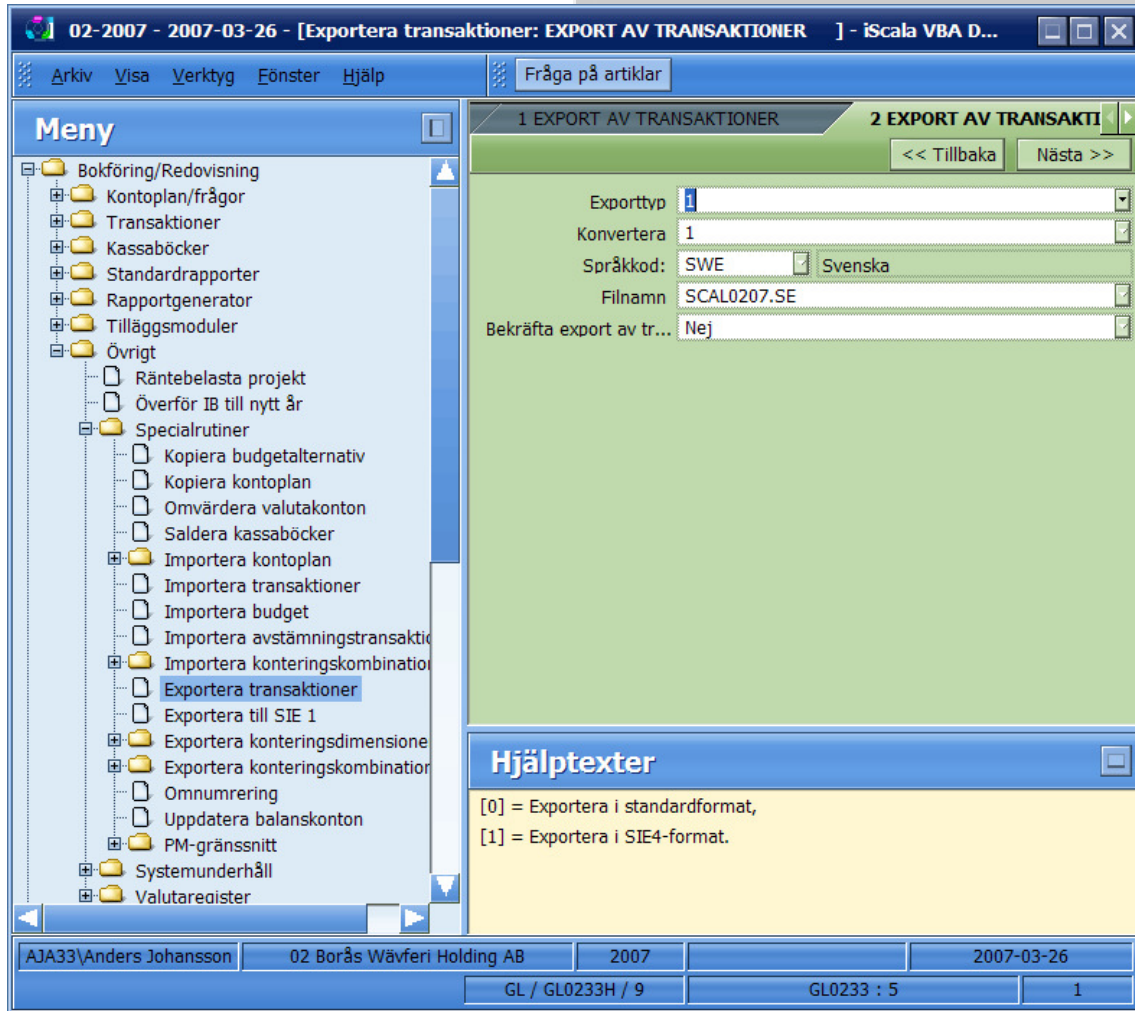 02-2007 - 2007-03-26 - [Exportera transaktioner: EXPORT AV TRANSAKTIONER ] - iScala VBA D...
Arkiv Visa Verktyg Fönster Hjälp Fråga på artiklar
Meny
Bokföring/Redovisning
Kontoplan/frågor
Transaktioner
Kassaböcker
Standardrapporter
Rapportgenerator
Tilläggsmoduler
Övrigt
Räntebelasta projekt
Överför IB till nytt år
Specialrutiner
Kopiera budgetalternativ
Kopiera kontoplan
Omvärdera valutakonton
Saldera kassaböcker
Importera kontoplan
Importera transaktioner
Importera budget
Importera avstämningstransaktio
Importera konteringskombination
Exportera transaktioner
Exportera till SIE 1
Exportera konteringsdimensione
Exportera konteringskombination
Omnumrering
Uppdatera balanskonton
PM-gränssnitt
Systemunderhåll
Valutaregister
1 EXPORT AV TRANSAKTIONER 2 EXPORT AV TRANSAKTI
<< Tillbaka Nästa >>
Exporttyp 1
Konvertera 1
Språkkod: SWE Svenska
Filnamn SCAL0207.SE
Bekräfta export av tr... Nej
Hjälptexter
[0] = Exportera i standardformat,
[1] = Exportera i SIE4-format.
AJA33\Anders Johansson 02 Borås Wävferi Holding AB 2007 2007-03-26
GL / GL0233H / 9 GL0233 : 5 1